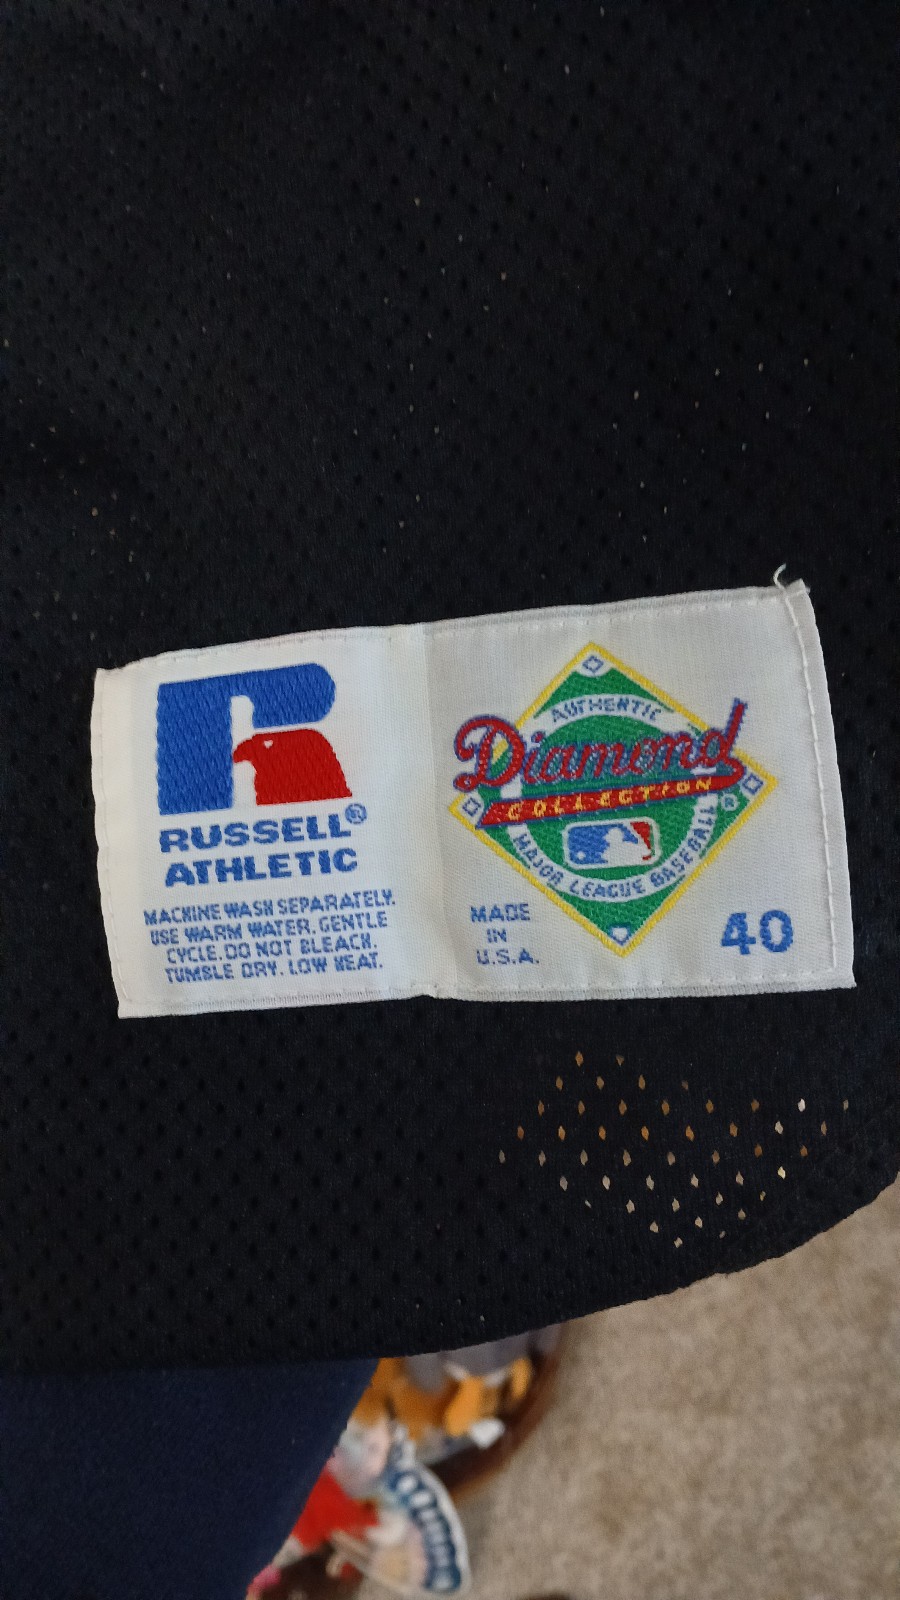 RUSSELL®
ATHLETIC
MACHINE WASH SEPARATELY.
USE WARM WATER. GENTLE
CYCLE. DO NOT BLEACH.
TUMBLE DRY. LOW HEAT.
AUTHENTIC
Diamond
COLLECTION®
MAJOR LEAGUE BASEBALL
MADE
IN
U.S.A.
40